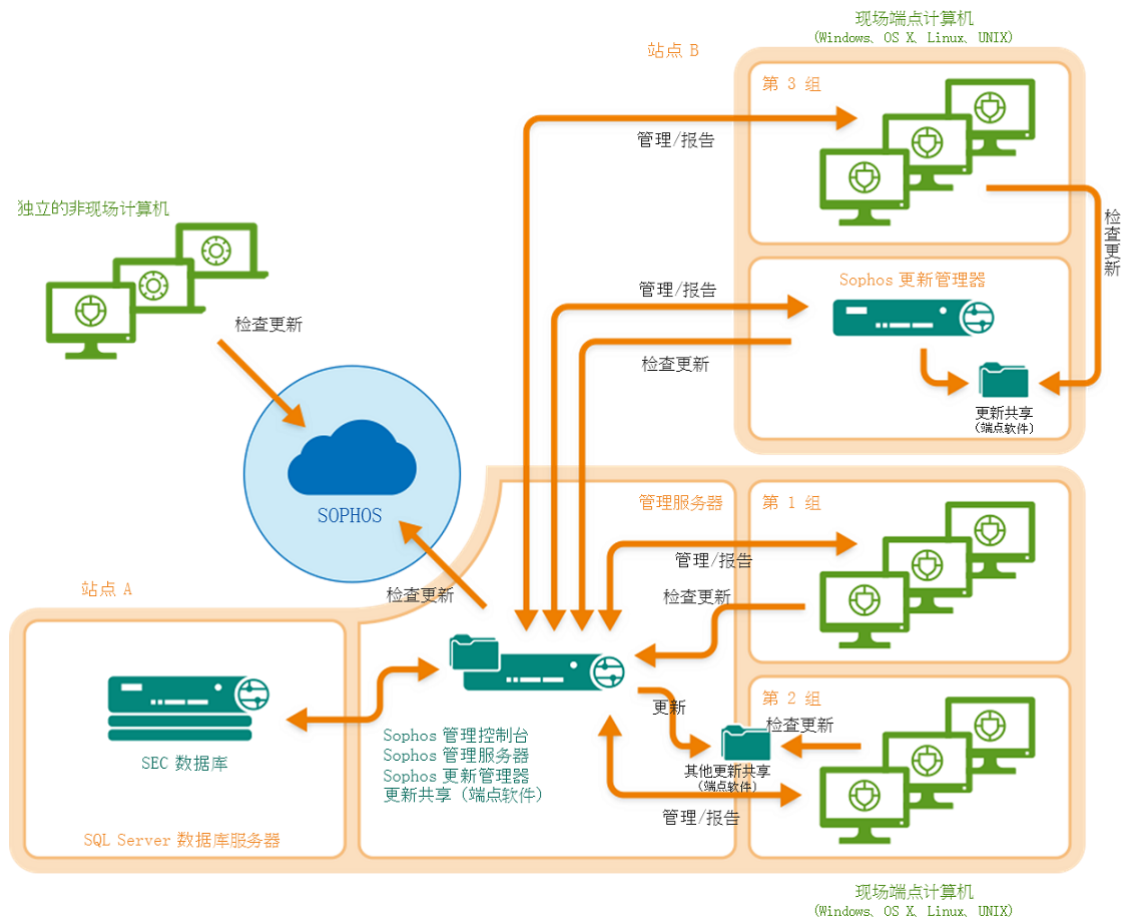 现场端点计算机
(Windows、OS X、Linux、UNIX)
站点 B
第 3 组
管理/报告
检查更新
独立的非现场计算机
检查更新
管理/报告
Sophos 更新管理器
检查更新
更新共享
(端点软件)
SOPHOS
检查更新
管理服务器
第 1 组
管理/报告
检查更新
站点 A
第 2 组
更新
检查更新
其他更新共享
(端点软件)
管理/报告
SEC 数据库
Sophos 管理控制台
Sophos 管理服务器
Sophos 更新管理器
更新共享 (端点软件)
SQL Server 数据库服务器
现场端点计算机
(Windows、OS X、Linux、UNIX)